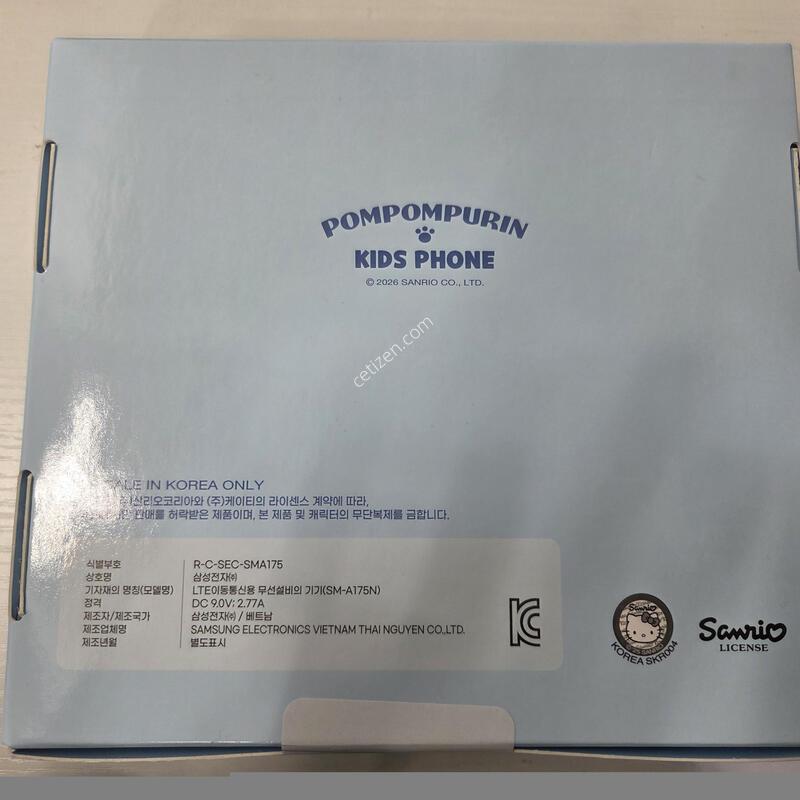 POMPOMPURIN
KIDS PHONE
© 2026 SANRIO CO., LTD.
cetizen.com
IN KOREA ONLY
산리오코리아와 (주)케이티의 라이센스 계약에 따라,
판매를 허락받은 제품이며, 본 제품 및 캐릭터의 무단복제를 금합니다.
식별부호 R-C-SEC-SMA175
상호명 삼성전자㈜
기자재의 명칭(모델명) LTE이동통신용 무선설비의 기기(SM-A175N)
정격 DC 9.0V; 2.77A
제조자/제조국가 삼성전자㈜ / 베트남
제조업체명 SAMSUNG ELECTRONICS VIETNAM THAI NGUYEN CO.,LTD.
제조년월 별도표시
Sanrio
KOREA SKR004
Sanrio
LICENSE